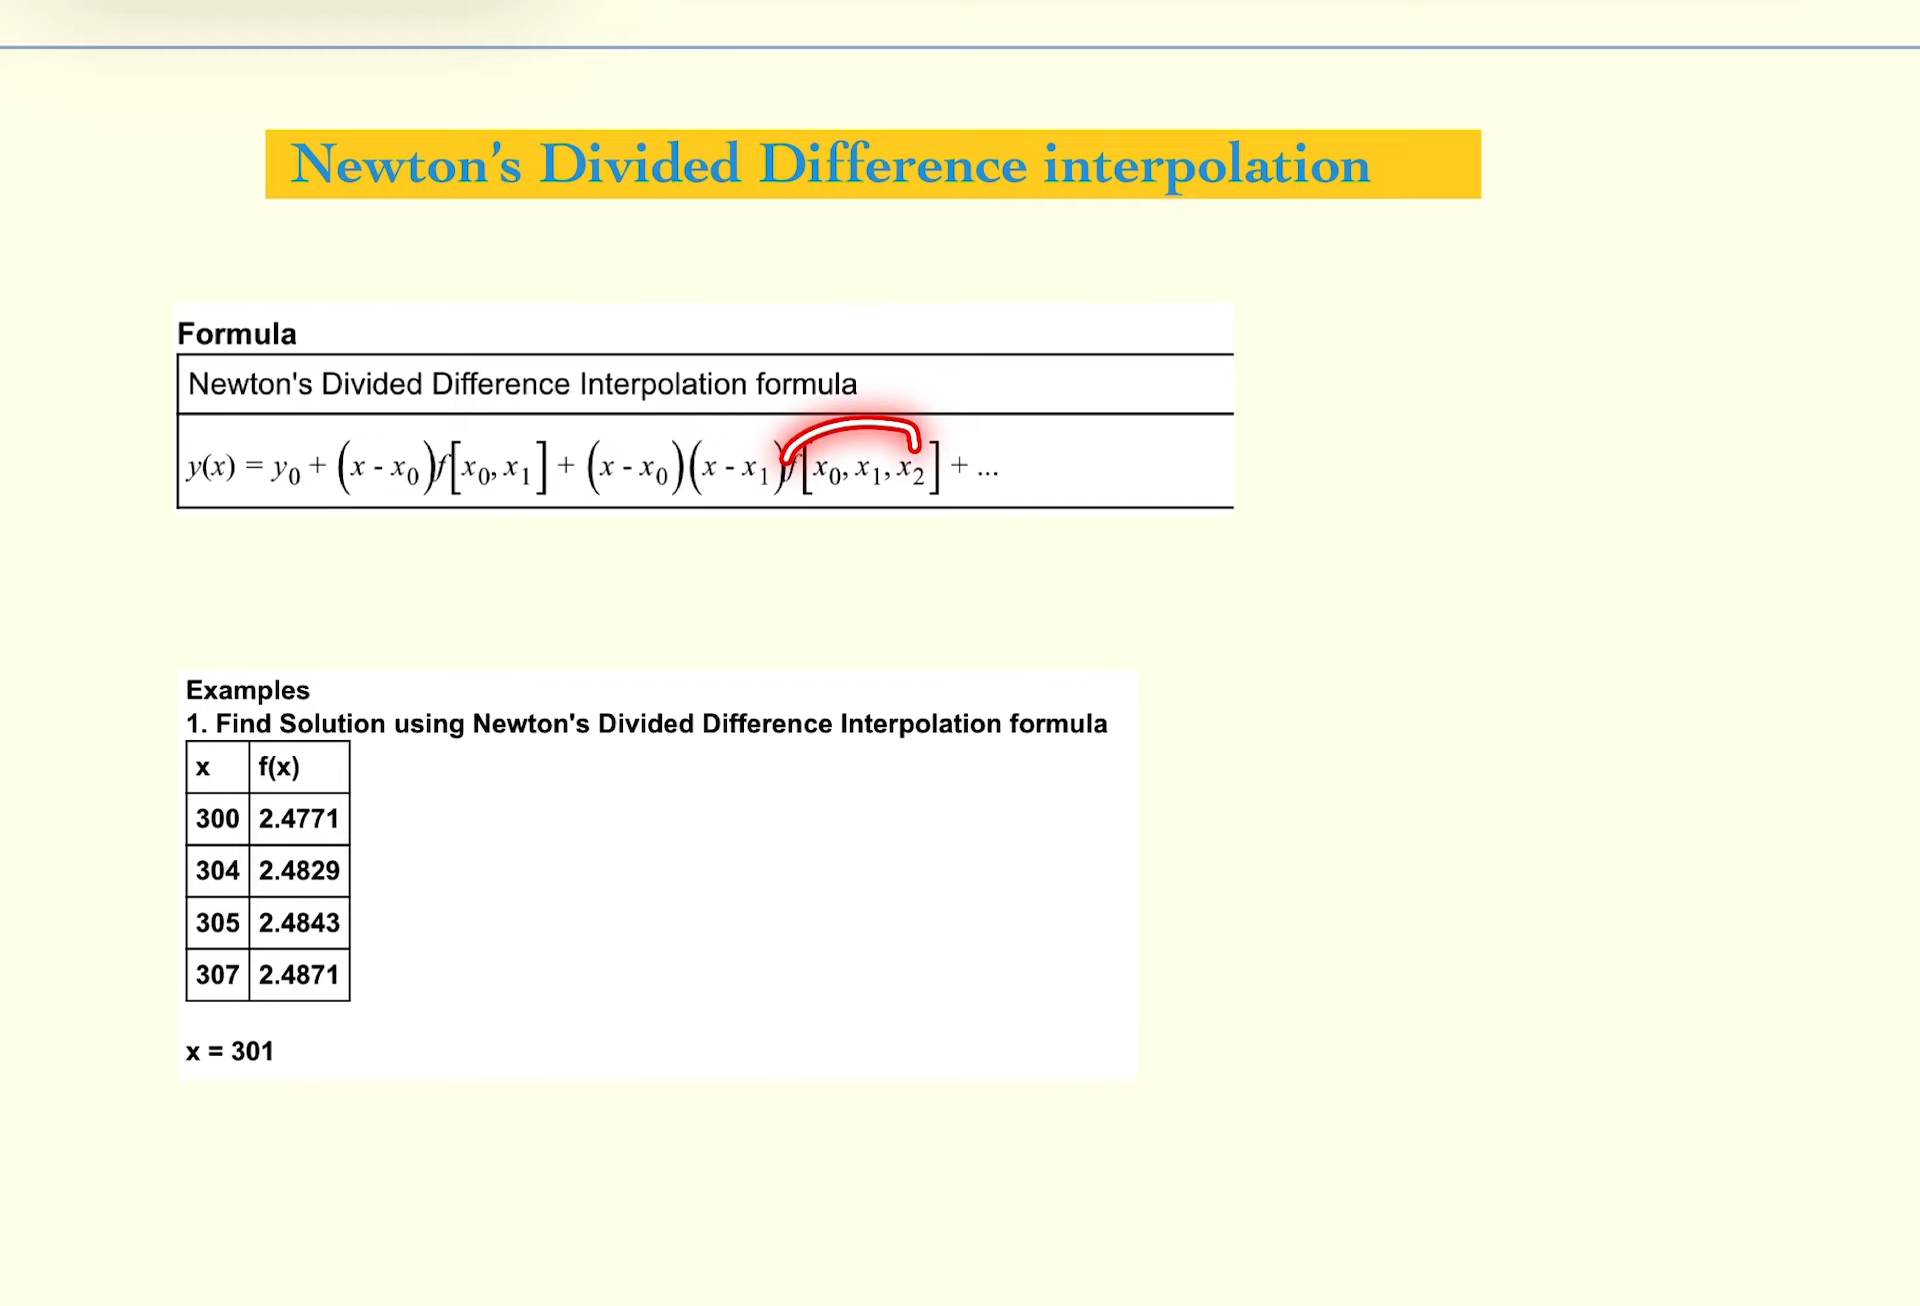 Newton's Divided Difference interpolation
Formula
Newton's Divided Difference Interpolation formula
y(x) = y₀ + (x - x₀)f[x₀, x₁] + (x - x₀)(x - x₁)f[x₀, x₁, x₂] + ...
Examples
1. Find Solution using Newton's Divided Difference Interpolation formula
x f(x)
300 2.4771
304 2.4829
305 2.4843
307 2.4871
x = 301